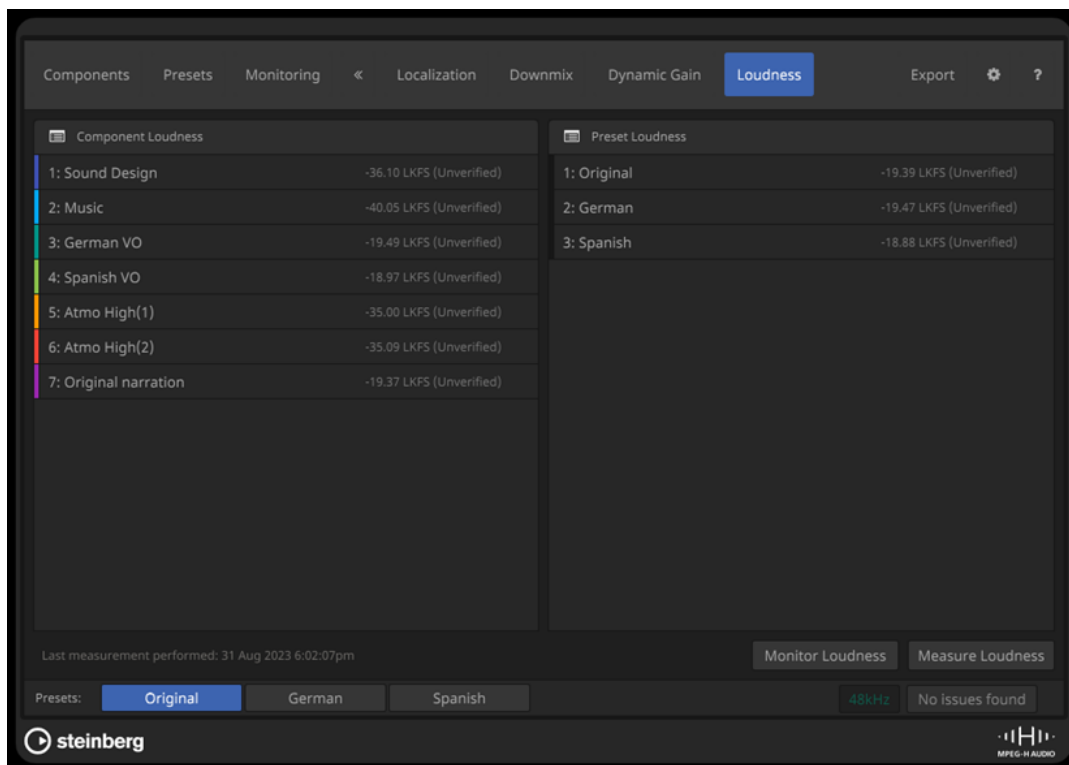 Components Presets Monitoring « Localization Downmix Dynamic Gain Loudness Export ?
Component Loudness
1: Sound Design -36.10 LKFS (Unverified)
2: Music -40.05 LKFS (Unverified)
3: German VO -19.49 LKFS (Unverified)
4: Spanish VO -18.97 LKFS (Unverified)
5: Atmo High(1) -35.00 LKFS (Unverified)
6: Atmo High(2) -35.09 LKFS (Unverified)
7: Original narration -19.37 LKFS (Unverified)
Preset Loudness
1: Original -19.39 LKFS (Unverified)
2: German -19.47 LKFS (Unverified)
3: Spanish -18.88 LKFS (Unverified)
Last measurement performed: 31 Aug 2023 6:02:07pm
Monitor Loudness Measure Loudness
Presets: Original German Spanish 48kHz No issues found
steinberg
MPEG-H AUDIO